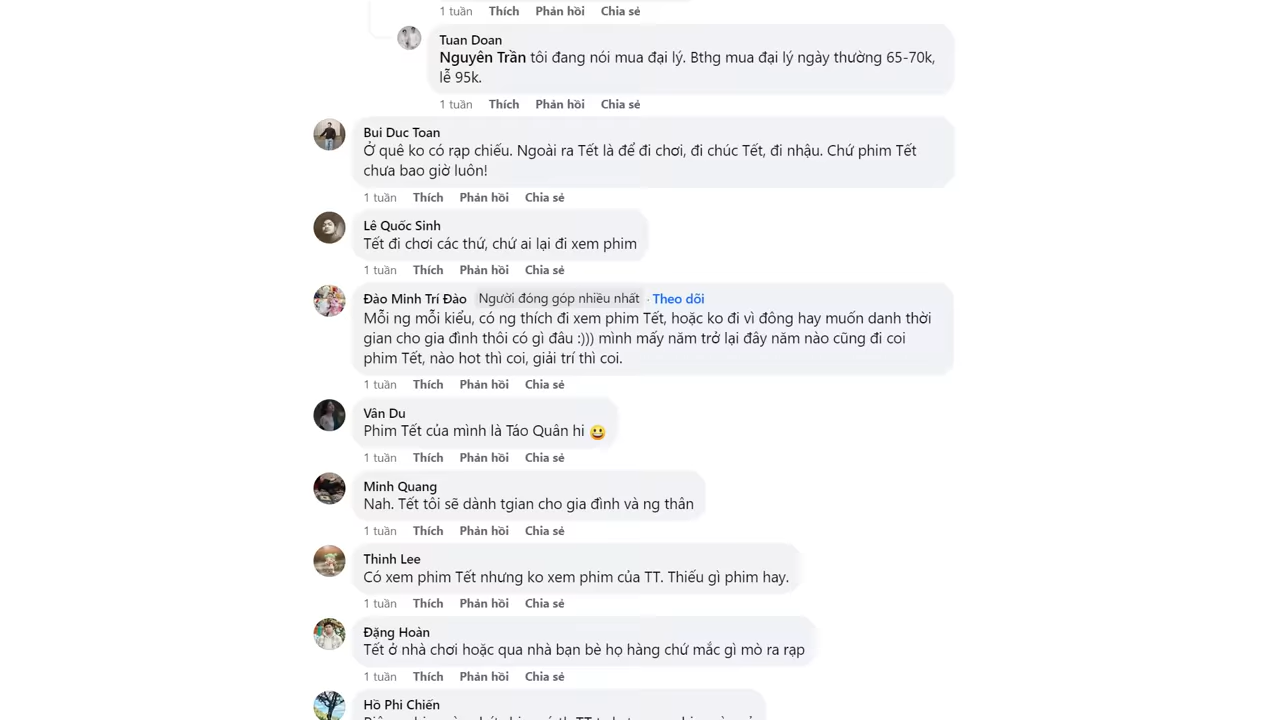 1 tuần Thích Phản hồi Chia sẻ
Tuan Doan
Nguyên Trần tôi đang nói mua đại lý. Bthg mua đại lý ngày thường 65-70k,
lễ 95k.
1 tuần Thích Phản hồi Chia sẻ
Bui Duc Toan
Ở quê ko có rạp chiếu. Ngoài ra Tết là để đi chơi, đi chúc Tết, đi nhậu. Chứ phim Tết
chưa bao giờ luôn!
1 tuần Thích Phản hồi Chia sẻ
Lê Quốc Sinh
Tết đi chơi các thứ, chứ ai lại đi xem phim
1 tuần Thích Phản hồi Chia sẻ
Đào Minh Trí Đào Người đóng góp nhiều nhất · Theo dõi
Mỗi ng mỗi kiểu, có ng thích đi xem phim Tết, hoặc ko đi vì đông hay muốn danh thời
gian cho gia đình thôi có gì đâu :))) mình mấy năm trở lại đây năm nào cũng đi coi
phim Tết, nào hot thì coi, giải trí thì coi.
1 tuần Thích Phản hồi Chia sẻ
Vân Du
Phim Tết của mình là Táo Quân hi 😀
1 tuần Thích Phản hồi Chia sẻ
Minh Quang
Nah. Tết tôi sẽ dành tgian cho gia đình và ng thân
1 tuần Thích Phản hồi Chia sẻ
Thinh Lee
Có xem phim Tết nhưng ko xem phim của TT. Thiếu gì phim hay.
1 tuần Thích Phản hồi Chia sẻ
Đặng Hoàn
Tết ở nhà chơi hoặc qua nhà bạn bè họ hàng chứ mắc gì mò ra rạp
1 tuần Thích Phản hồi Chia sẻ
Hồ Phi Chiến